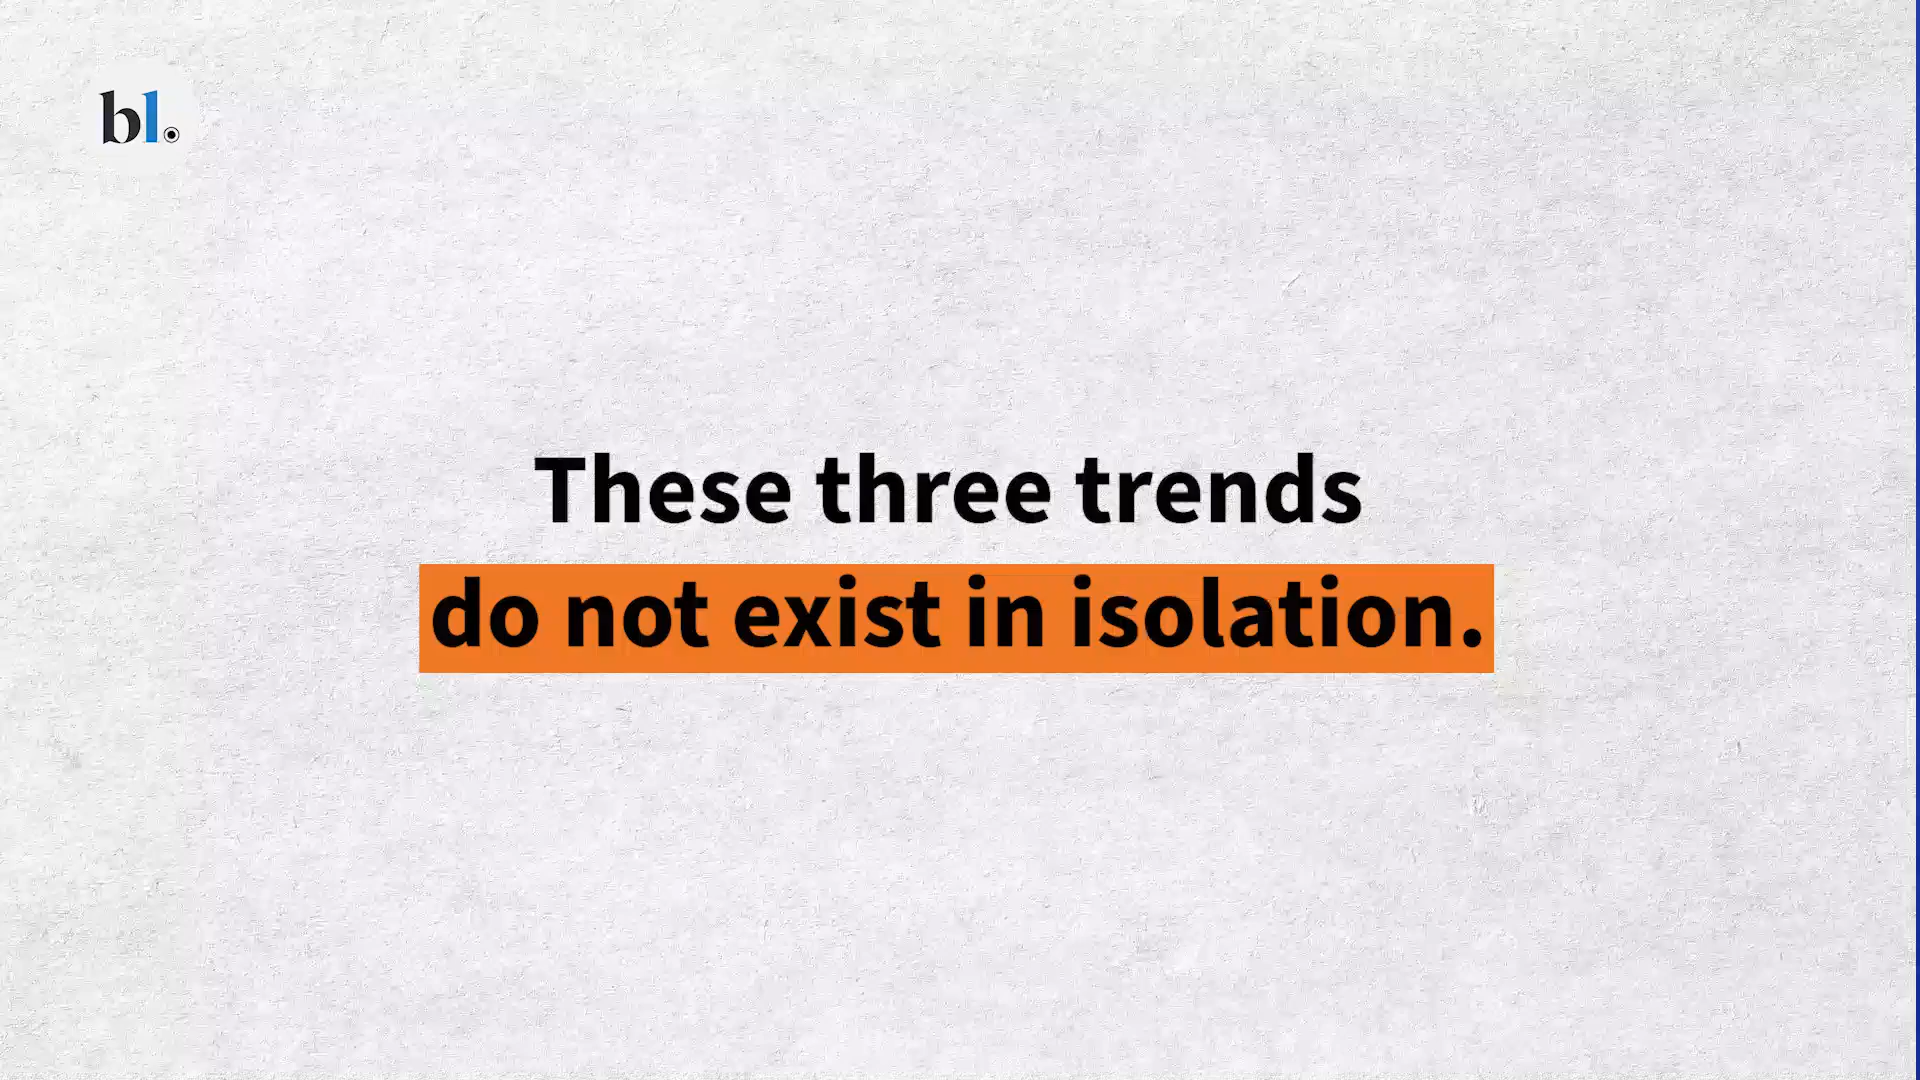 bl.
These three trends
do not exist in isolation.